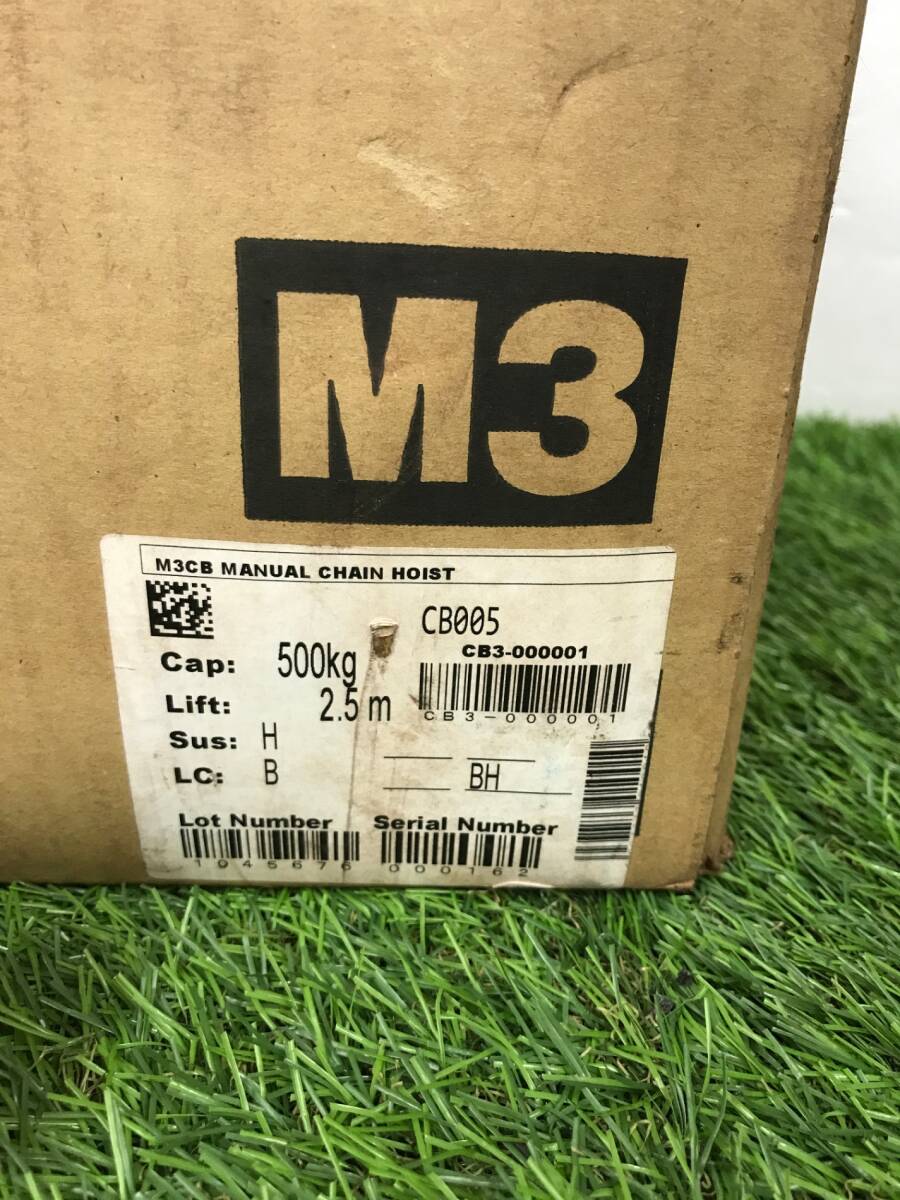 M3
M3CB MANUAL CHAIN HOIST
CB005
CB3-000001
Cap: 500kg
CB3-000001
Lift: 2.5 m
Sus: H
LC: B
BH
Lot Number Serial Number
1945676 000162